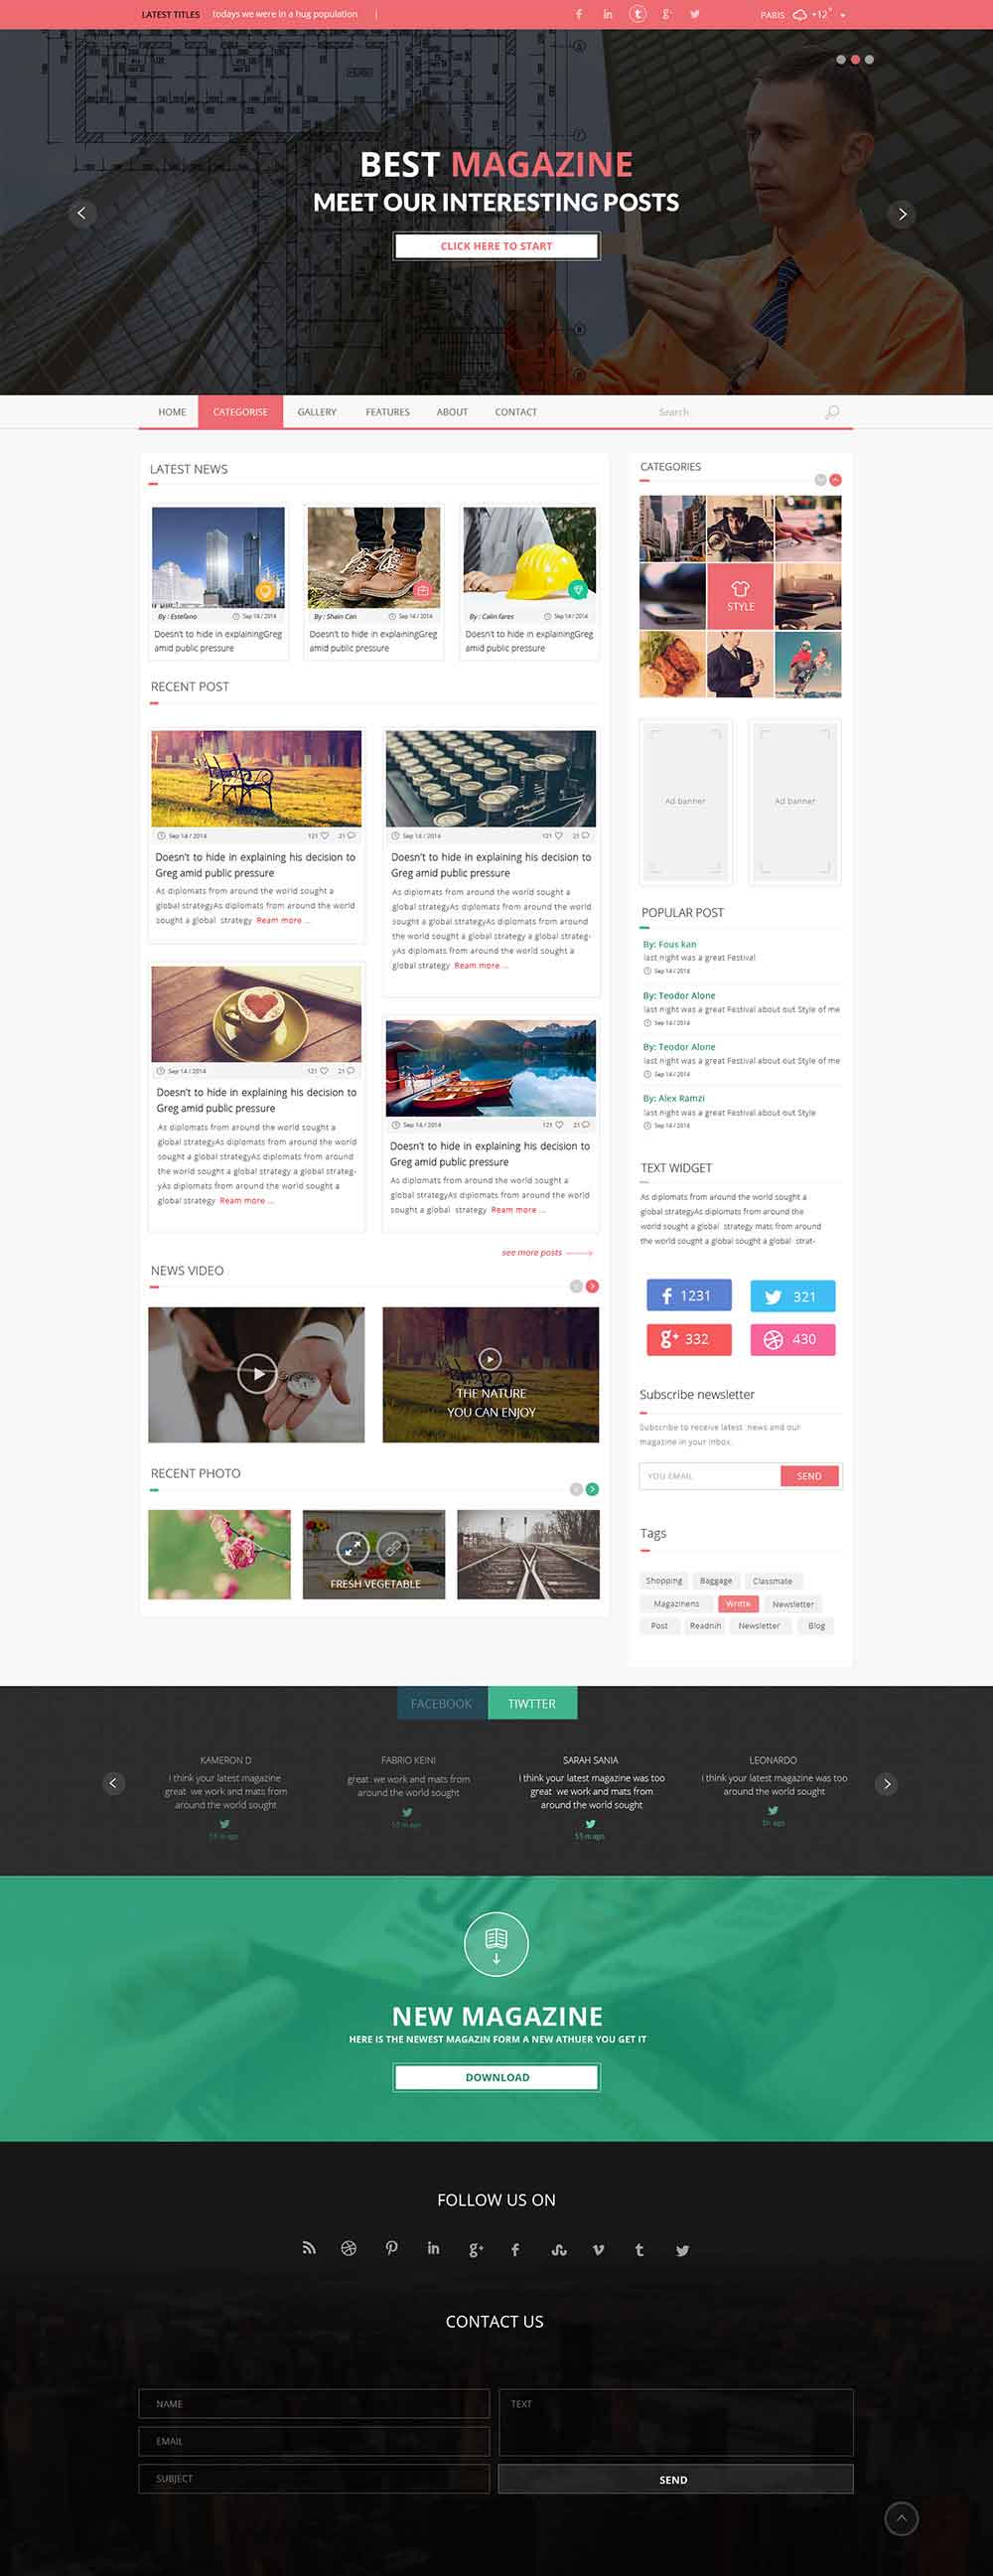 LATEST TITLES todays we were in a hug population |
PARIS +12°
BEST MAGAZINE
MEET OUR INTERESTING POSTS
CLICK HERE TO START
HOME CATEGORISE GALLERY FEATURES ABOUT CONTACT Search
LATEST NEWS
By : Estefano Sep 14 / 2014
Doesn't to hide in explainingGreg
amid public pressure
By : Shain Can Sep 14 / 2014
Doesn't to hide in explainingGreg
amid public pressure
By : Calin fares Sep 14 / 2014
Doesn't to hide in explainingGreg
amid public pressure
RECENT POST
Sep 14 / 2014 121 21
Doesn't to hide in explaining his decision to
Greg amid public pressure
As diplomats from around the world sought a
global strategyAs diplomats from around the world
sought a global strategy Ream more ...
Sep 14 / 2014 121 21
Doesn't to hide in explaining his decision to
Greg amid public pressure
As diplomats from around the world sought a
global strategyAs diplomats from around the world
sought a global strategyAs diplomats from around
the world sought a global strategy a global strateg-
yAs diplomats from around the world sought a
global strategy Ream more ...
Sep 14 / 2014 121 21
Doesn't to hide in explaining his decision to
Greg amid public pressure
As diplomats from around the world sought a
global strategyAs diplomats from around the world
sought a global strategyAs diplomats from around
the world sought a global strategy a global strateg-
yAs diplomats from around the world sought a
global strategy Ream more ...
Sep 14 / 2014 121 21
Doesn't to hide in explaining his decision to
Greg amid public pressure
As diplomats from around the world sought a
global strategyAs diplomats from around the world
sought a global strategy Ream more ...
see more posts
NEWS VIDEO
THE NATURE
YOU CAN ENJOY
RECENT PHOTO
FRESH VEGETABLE
CATEGORIES
STYLE
Ad banner
Ad banner
POPULAR POST
By: Fous kan
last night was a great Festival
Sep 14 / 2014
By: Teodor Alone
last night was a great Festival about out Style of me
Sep 14 / 2014
By: Teodor Alone
last night was a great Festival about out Style of me
Sep 14 / 2014
By: Alex Ramzi
last night was a great Festival about out Style
Sep 14 / 2014
TEXT WIDGET
As diplomats from around the world sought a
global strategyAs diplomats from around the
world sought a global strategy mats from around
the world sought a global sought a global strat-
1231 321
332 430
Subscribe newsletter
Subscribe to receive latest news and our
magazine in your inbox.
YOU EMAIL SEND
Tags
Shopping Baggage Classmate
Magazinens Writte Newsletter
Post Readnih Newsletter Blog
FACEBOOK TIWTTER
KAMERON D
i think your latest magazine
great we work and mats from
around the world sought
FABRIO KEINI
great we work and mats from
around the world sought
SARAH SANIA
i think your latest magazine was too
great we work and mats from
around the world sought
55 m ago
LEONARDO
i think your latest magazine was too
around the world sought
1h ago
NEW MAGAZINE
HERE IS THE NEWEST MAGAZIN FORM A NEW ATHUER YOU GET IT
DOWNLOAD
FOLLOW US ON
CONTACT US
NAME
EMAIL
SUBJECT
TEXT
SEND